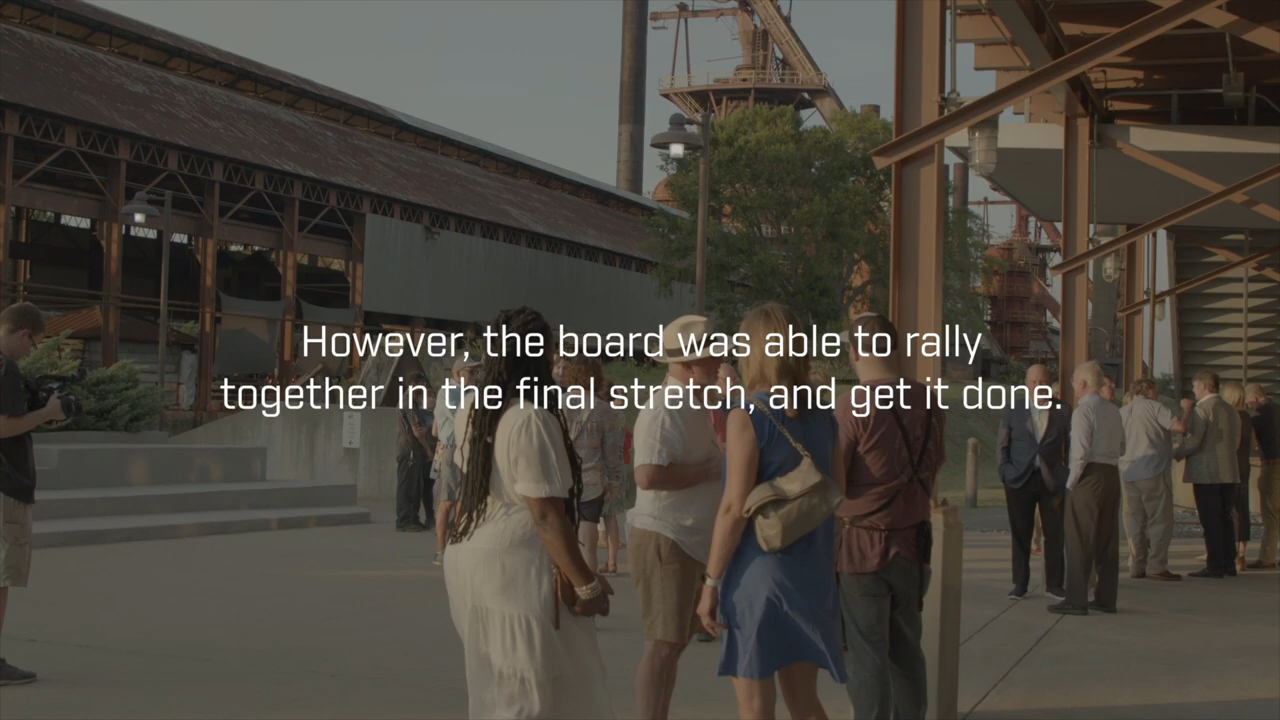 However, the board was able to rally
together in the final stretch, and get it done.